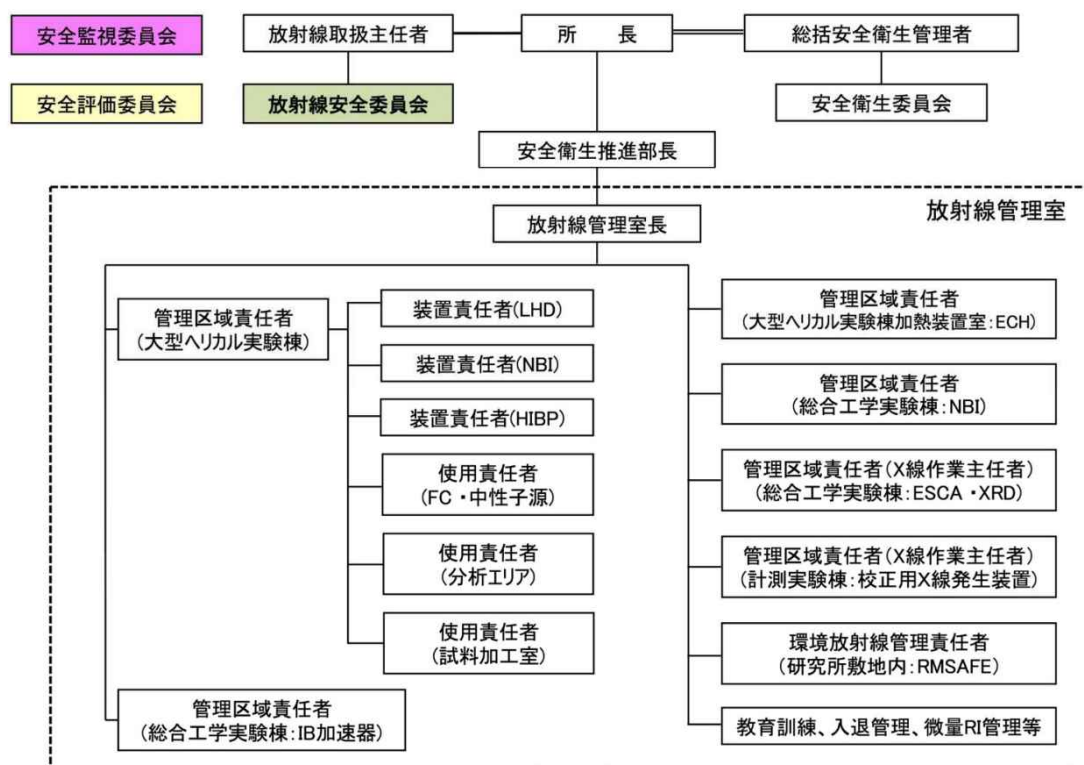 安全監視委員会
放射線取扱主任者
所　　長
総括安全衛生管理者
安全評価委員会
放射線安全委員会
安全衛生委員会
安全衛生推進部長
放射線管理室
放射線管理室長
管理区域責任者
(大型ヘリカル実験棟)
装置責任者(LHD)
装置責任者(NBI)
装置責任者(HIBP)
使用責任者
(FC・中性子源)
使用責任者
(分析エリア)
使用責任者
(試料加工室)
管理区域責任者
(総合工学実験棟:IB加速器)
管理区域責任者
(大型ヘリカル実験棟加熱装置室:ECH)
管理区域責任者
(総合工学実験棟:NBI)
管理区域責任者(X線作業主任者)
(総合工学実験棟:ESCA・XRD)
管理区域責任者(X線作業主任者)
(計測実験棟:校正用X線発生装置)
環境放射線管理責任者
(研究所敷地内:RMSAFE)
教育訓練、入退管理、微量RI管理等